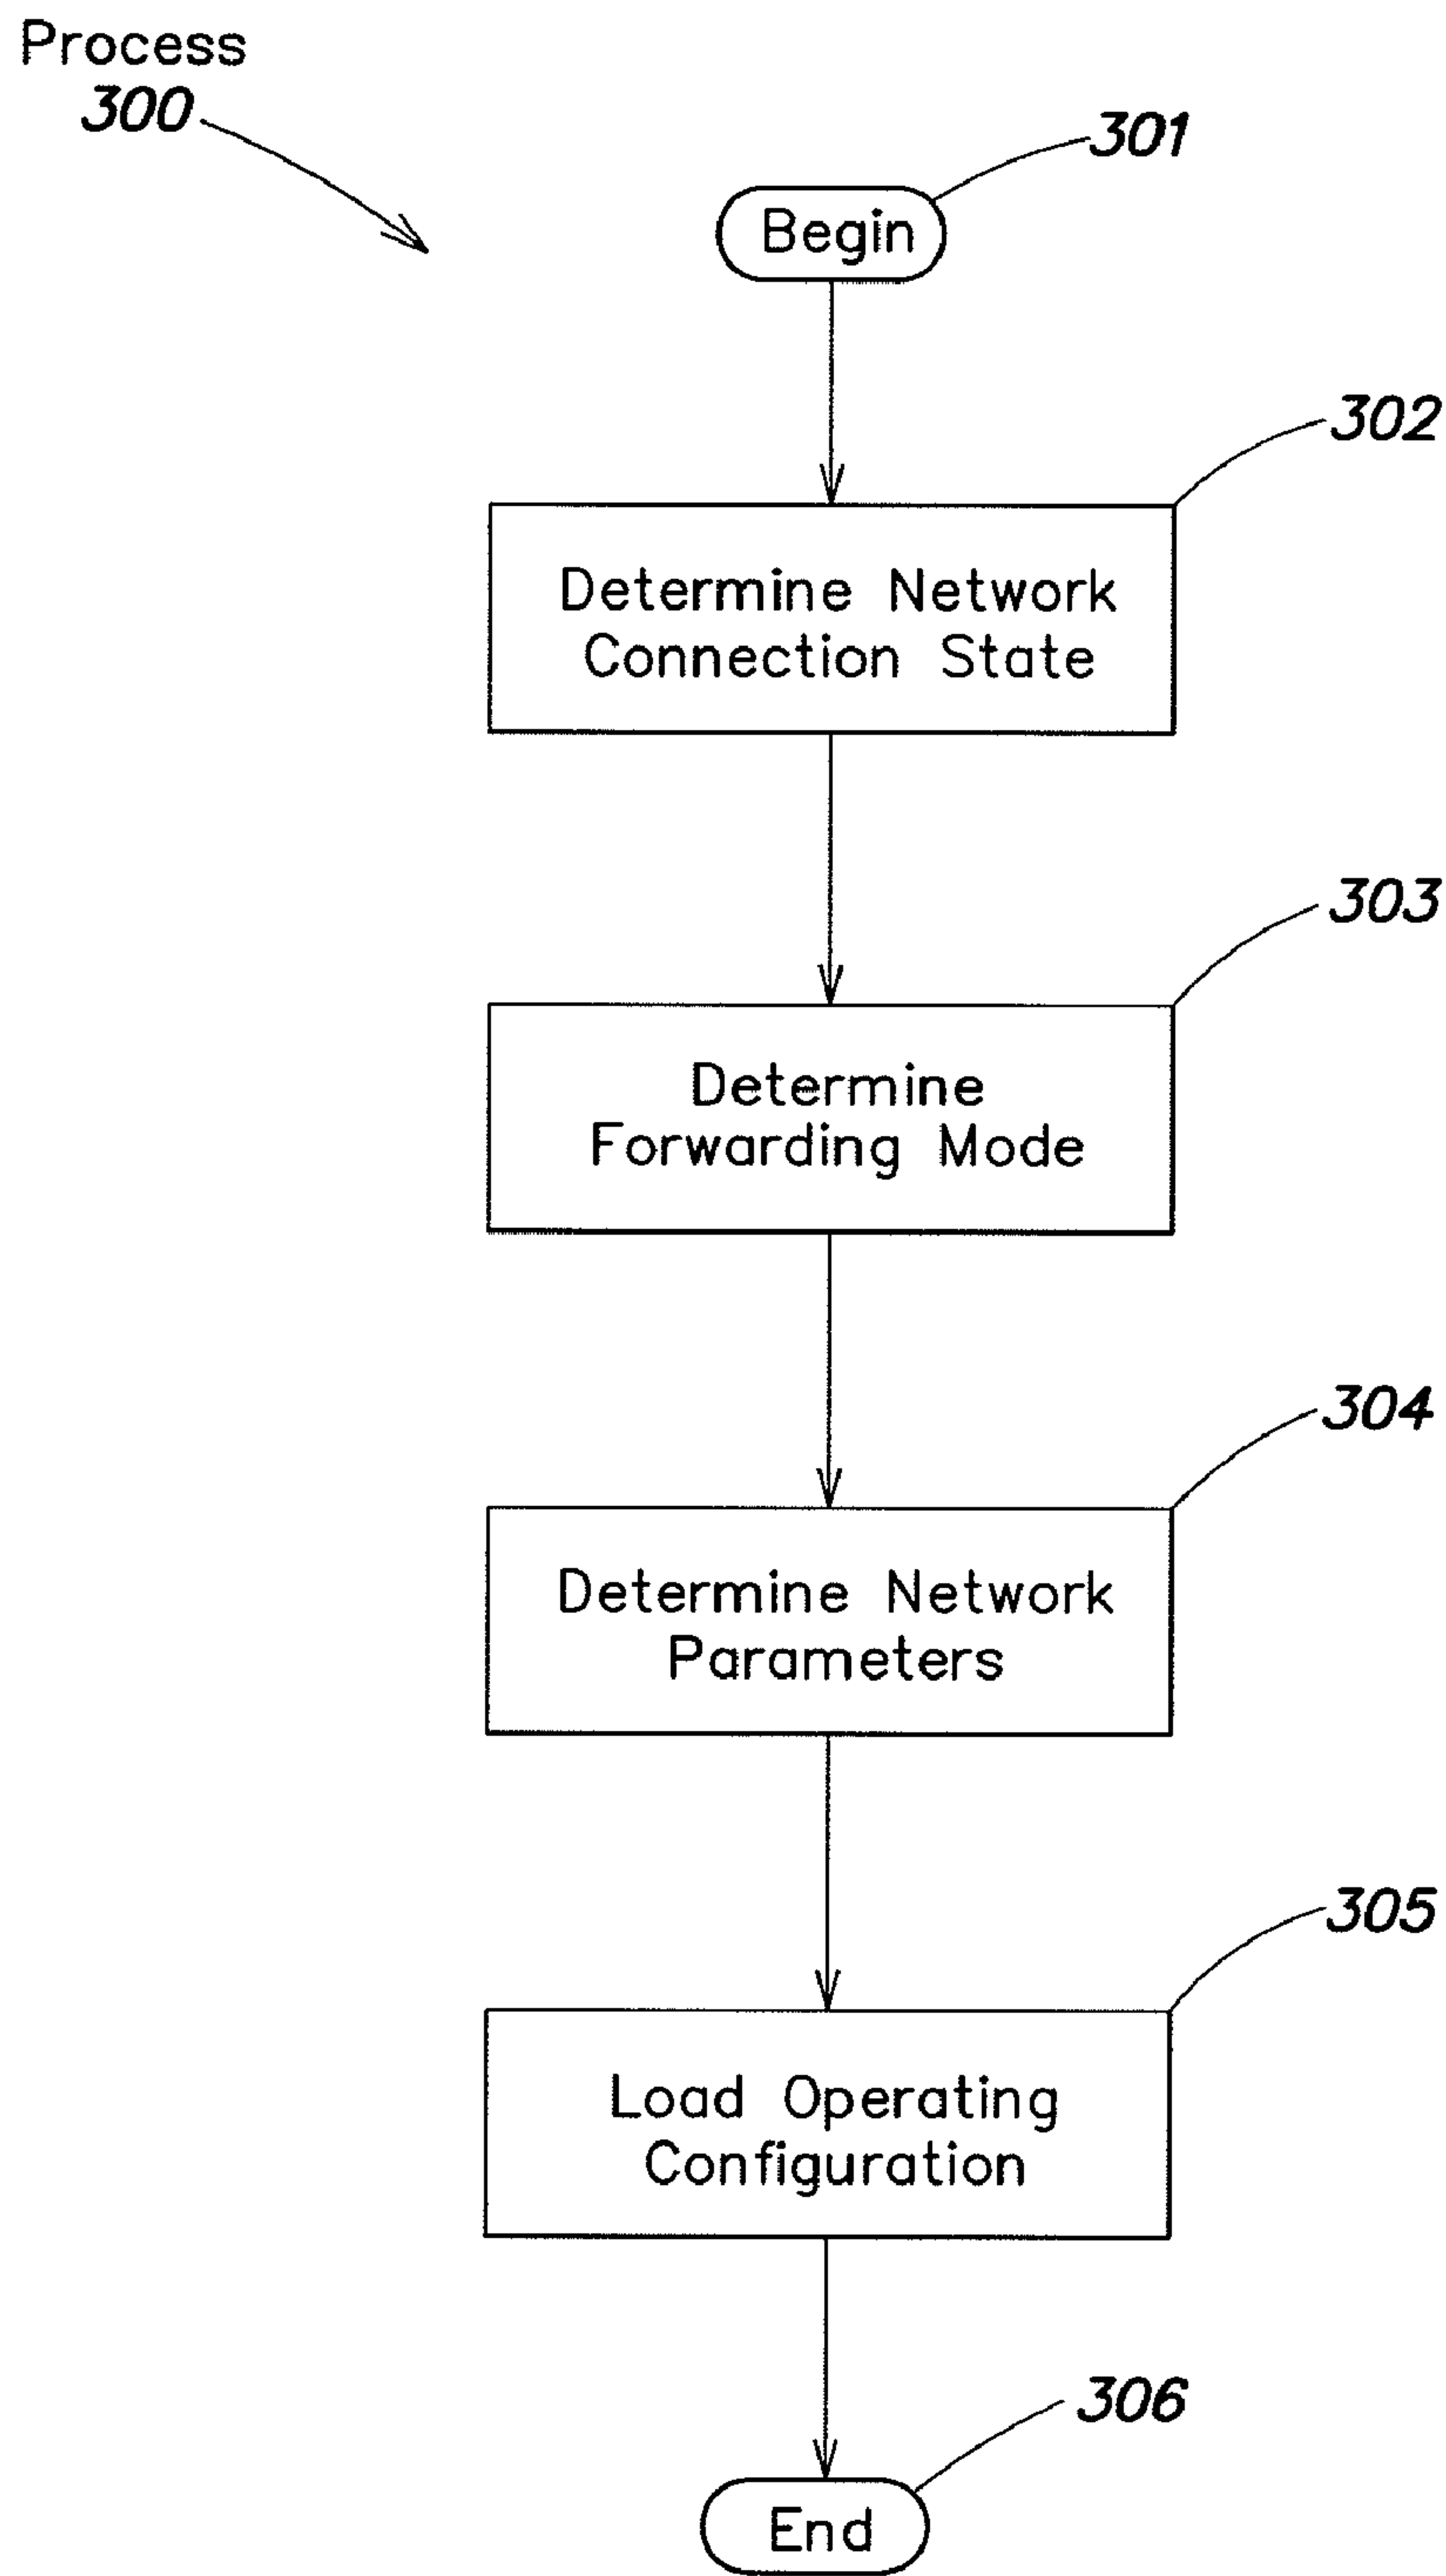 Process
300
301
Begin
302
Determine Network
Connection State
303
Determine
Forwarding Mode
304
Determine Network
Parameters
305
Load Operating
Configuration
306
End